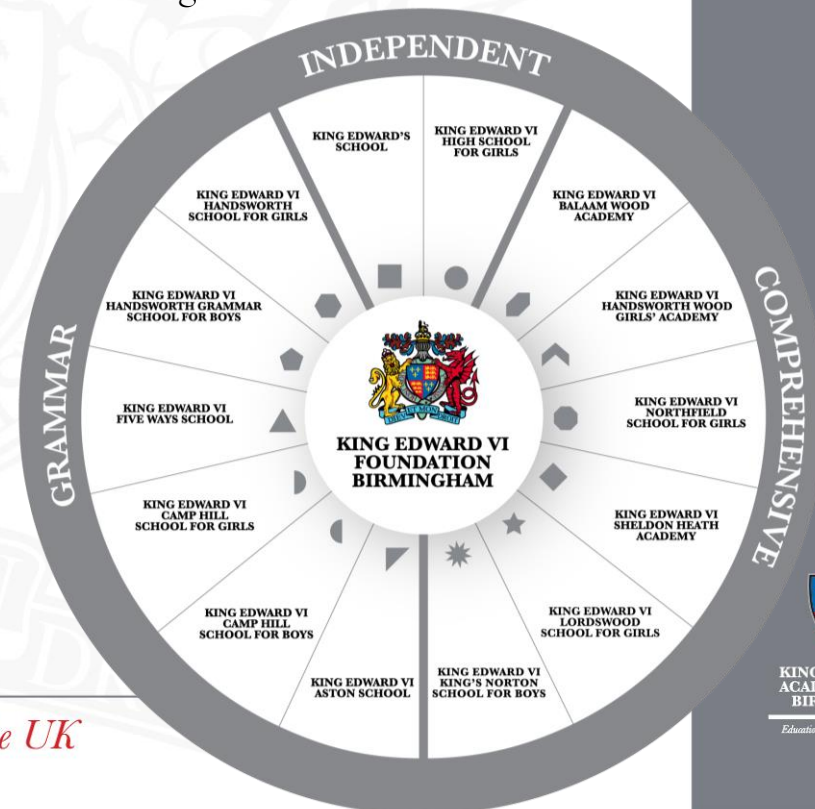 INDEPENDENT
KING EDWARD'S
SCHOOL
KING EDWARD VI
HIGH SCHOOL
FOR GIRLS
KING EDWARD VI
HANDSWORTH
SCHOOL FOR GIRLS
KING EDWARD VI
BALAAM WOOD
ACADEMY
KING EDWARD VI
HANDSWORTH GRAMMAR
SCHOOL FOR BOYS
KING EDWARD VI
HANDSWORTH WOOD
GIRLS' ACADEMY
GRAMMAR
COMPREHENSIVE
KING EDWARD VI
FIVE WAYS SCHOOL
DIEU ET MON DROIT
KING EDWARD VI
FOUNDATION
BIRMINGHAM
KING EDWARD VI
NORTHFIELD
SCHOOL FOR GIRLS
KING EDWARD VI
CAMP HILL
SCHOOL FOR GIRLS
KING EDWARD VI
SHELDON HEATH
ACADEMY
KING EDWARD VI
CAMP HILL
SCHOOL FOR BOYS
KING EDWARD VI
LORDSWOOD
SCHOOL FOR GIRLS
KING EDWARD VI
ASTON SCHOOL
KING EDWARD VI
KING'S NORTON
SCHOOL FOR BOYS
UK
KING